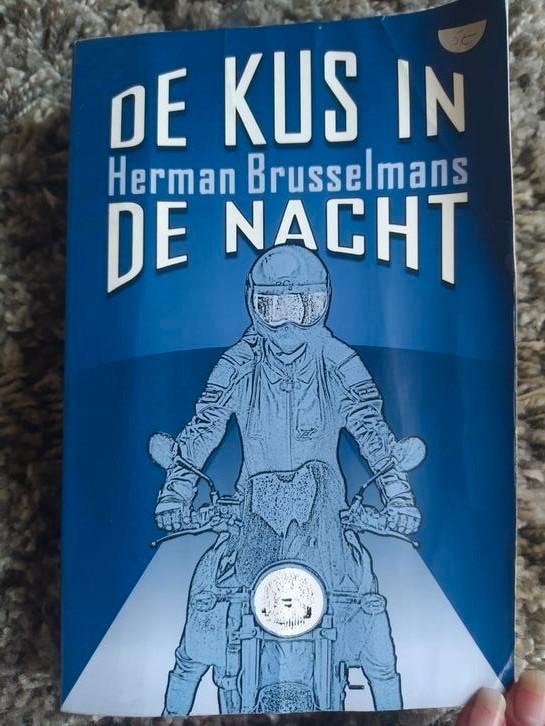 DE KUS IN
Herman Brusselmans
DE NACHT